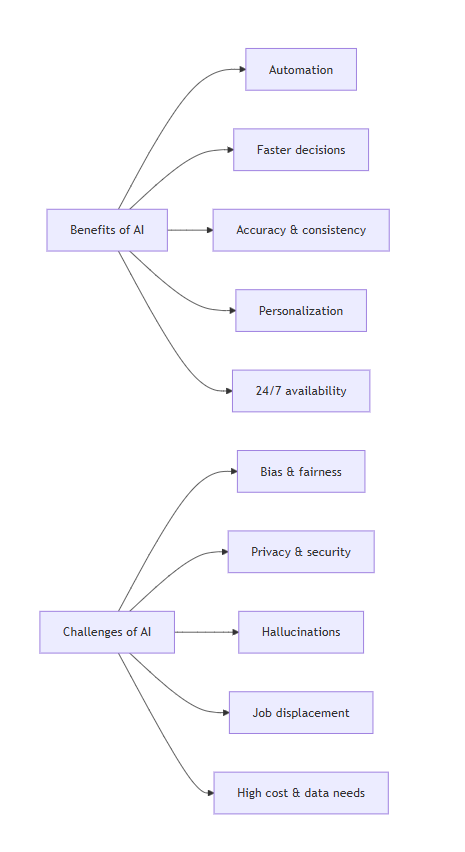 Automation
Faster decisions
Benefits of AI
Accuracy & consistency
Personalization
24/7 availability
Bias & fairness
Privacy & security
Challenges of AI
Hallucinations
Job displacement
High cost & data needs